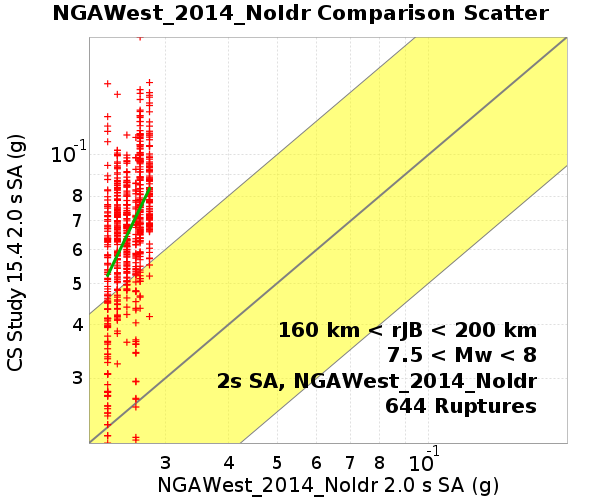 NGAWest_2014_NoIdr Comparison Scatter
CS Study 15.4 2.0 s SA (g)
10-1
8
7
6
5
4
3
160 km < rJB < 200 km
7.5 < Mw < 8
2s SA, NGAWest_2014_NoIdr
644 Ruptures
3 4 5 6 7 8 10-1
NGAWest_2014_NoIdr 2.0 s SA (g)